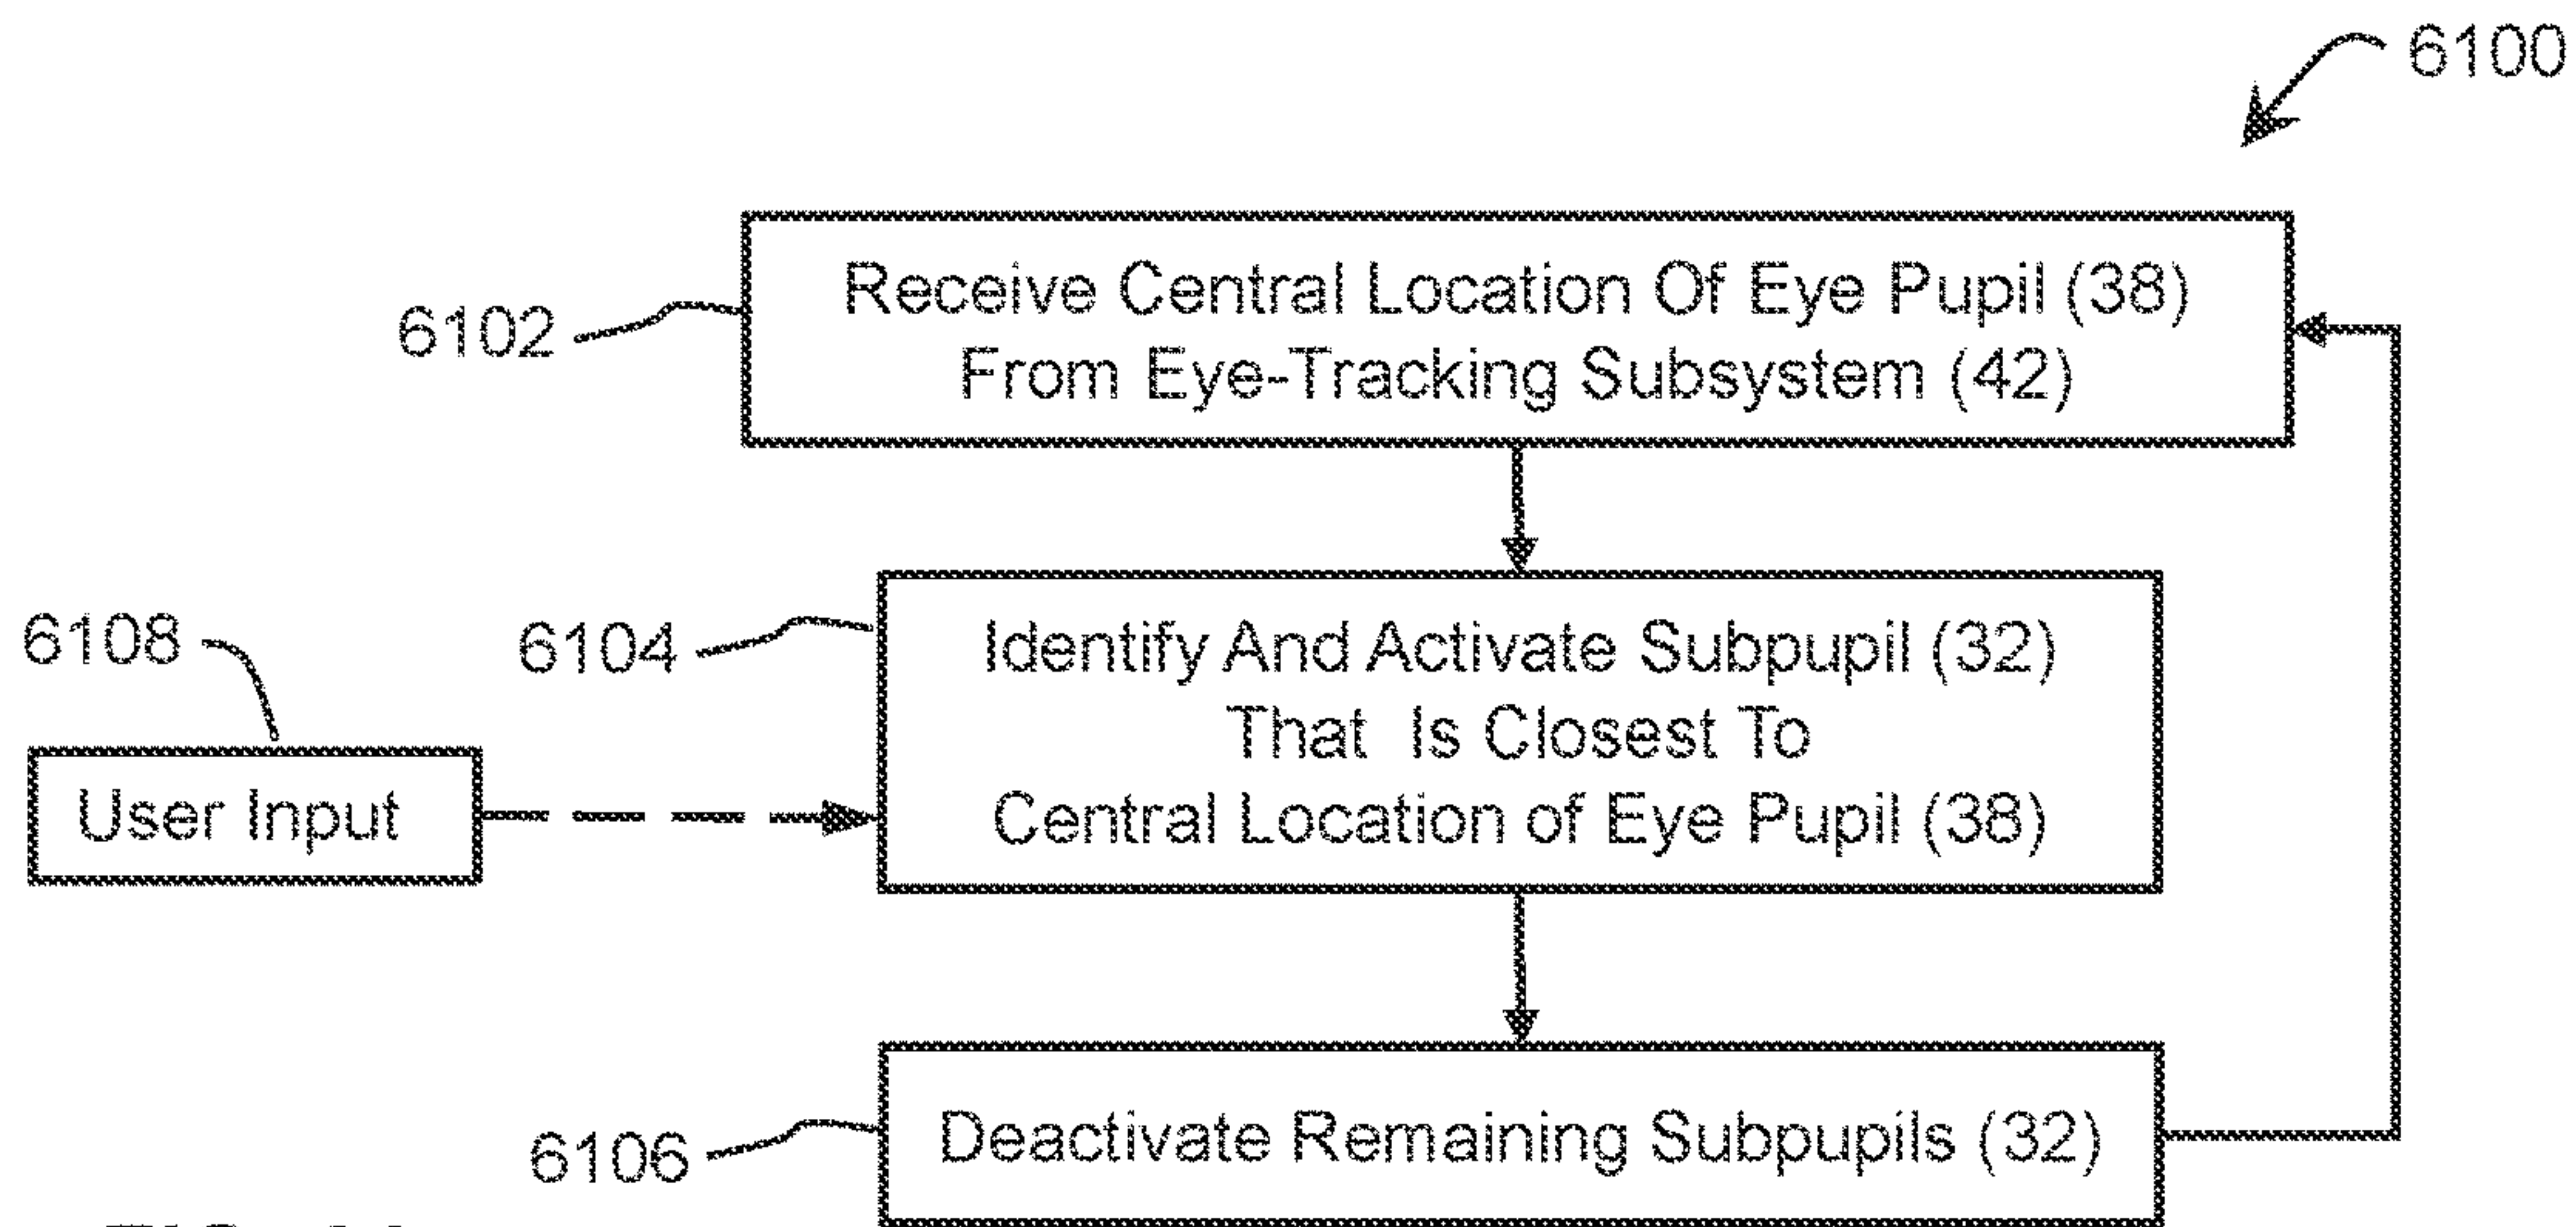 6100
Receive Central Location Of Eye Pupil (38)
From Eye-Tracking Subsystem (42)
6102
Identify And Activate Subpupil (32)
That Is Closest To
Central Location of Eye Pupil (38)
6104
6108
User Input
Deactivate Remaining Subpupils (32)
6106